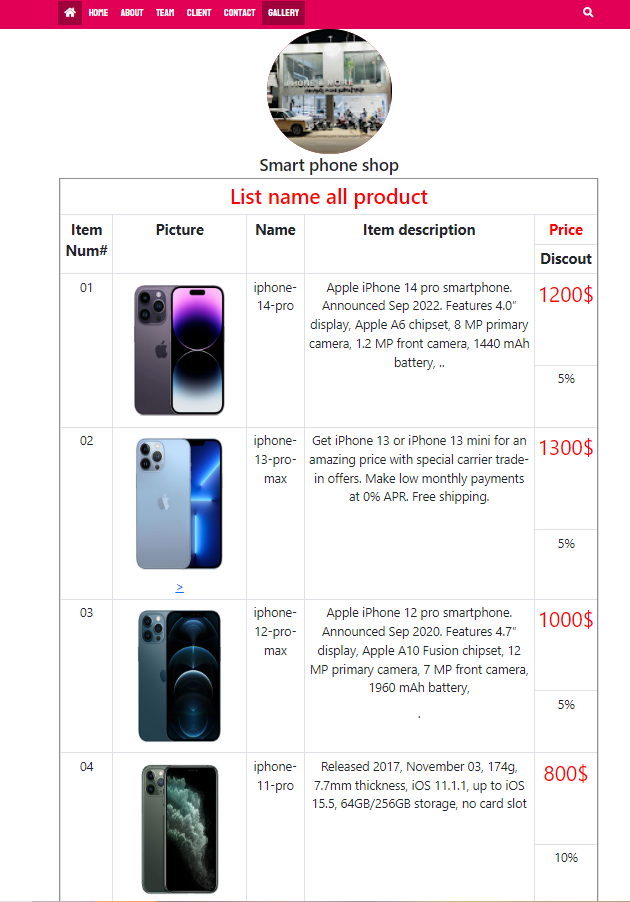 HOME ABOUT TEAM CLIENT CONTACT GALLERY
Smart phone shop
List name all product
Item Num# Picture Name Item description Price
Discout
01
iphone-
14-pro
Apple iPhone 14 pro smartphone.
Announced Sep 2022. Features 4.0″
display, Apple A6 chipset, 8 MP primary
camera, 1.2 MP front camera, 1440 mAh
battery, ..
1200$
5%
02
>
iphone-
13-pro-
max
Get iPhone 13 or iPhone 13 mini for an
amazing price with special carrier trade-
in offers. Make low monthly payments
at 0% APR. Free shipping.
1300$
5%
03
iphone-
12-pro-
max
Apple iPhone 12 pro smartphone.
Announced Sep 2020. Features 4.7″
display, Apple A10 Fusion chipset, 12
MP primary camera, 7 MP front camera,
1960 mAh battery,
.
1000$
5%
04
iphone-
11-pro
Released 2017, November 03, 174g,
7.7mm thickness, iOS 11.1.1, up to iOS
15.5, 64GB/256GB storage, no card slot
800$
10%